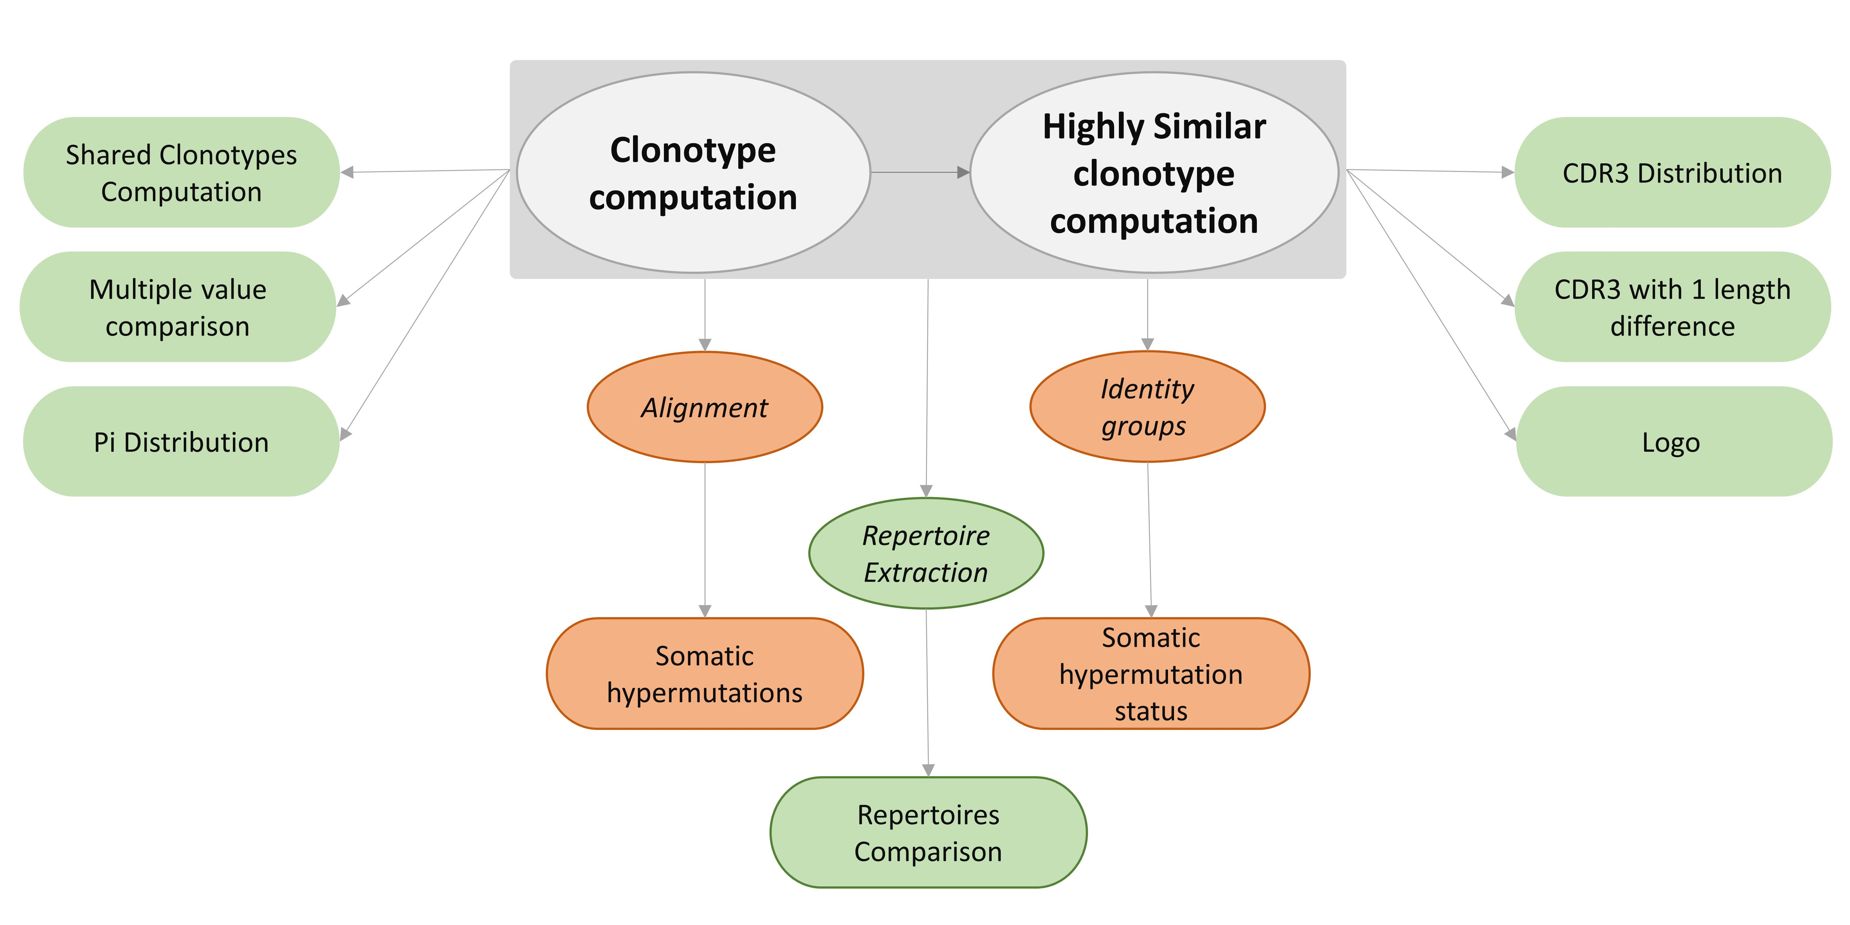 Clonotype
computation
Highly Similar
clonotype
computation
Shared Clonotypes
Computation
Multiple value
comparison
Pi Distribution
CDR3 Distribution
CDR3 with 1 length
difference
Logo
Alignment
Identity
groups
Repertoire
Extraction
Somatic
hypermutations
Somatic
hypermutation
status
Repertoires
Comparison